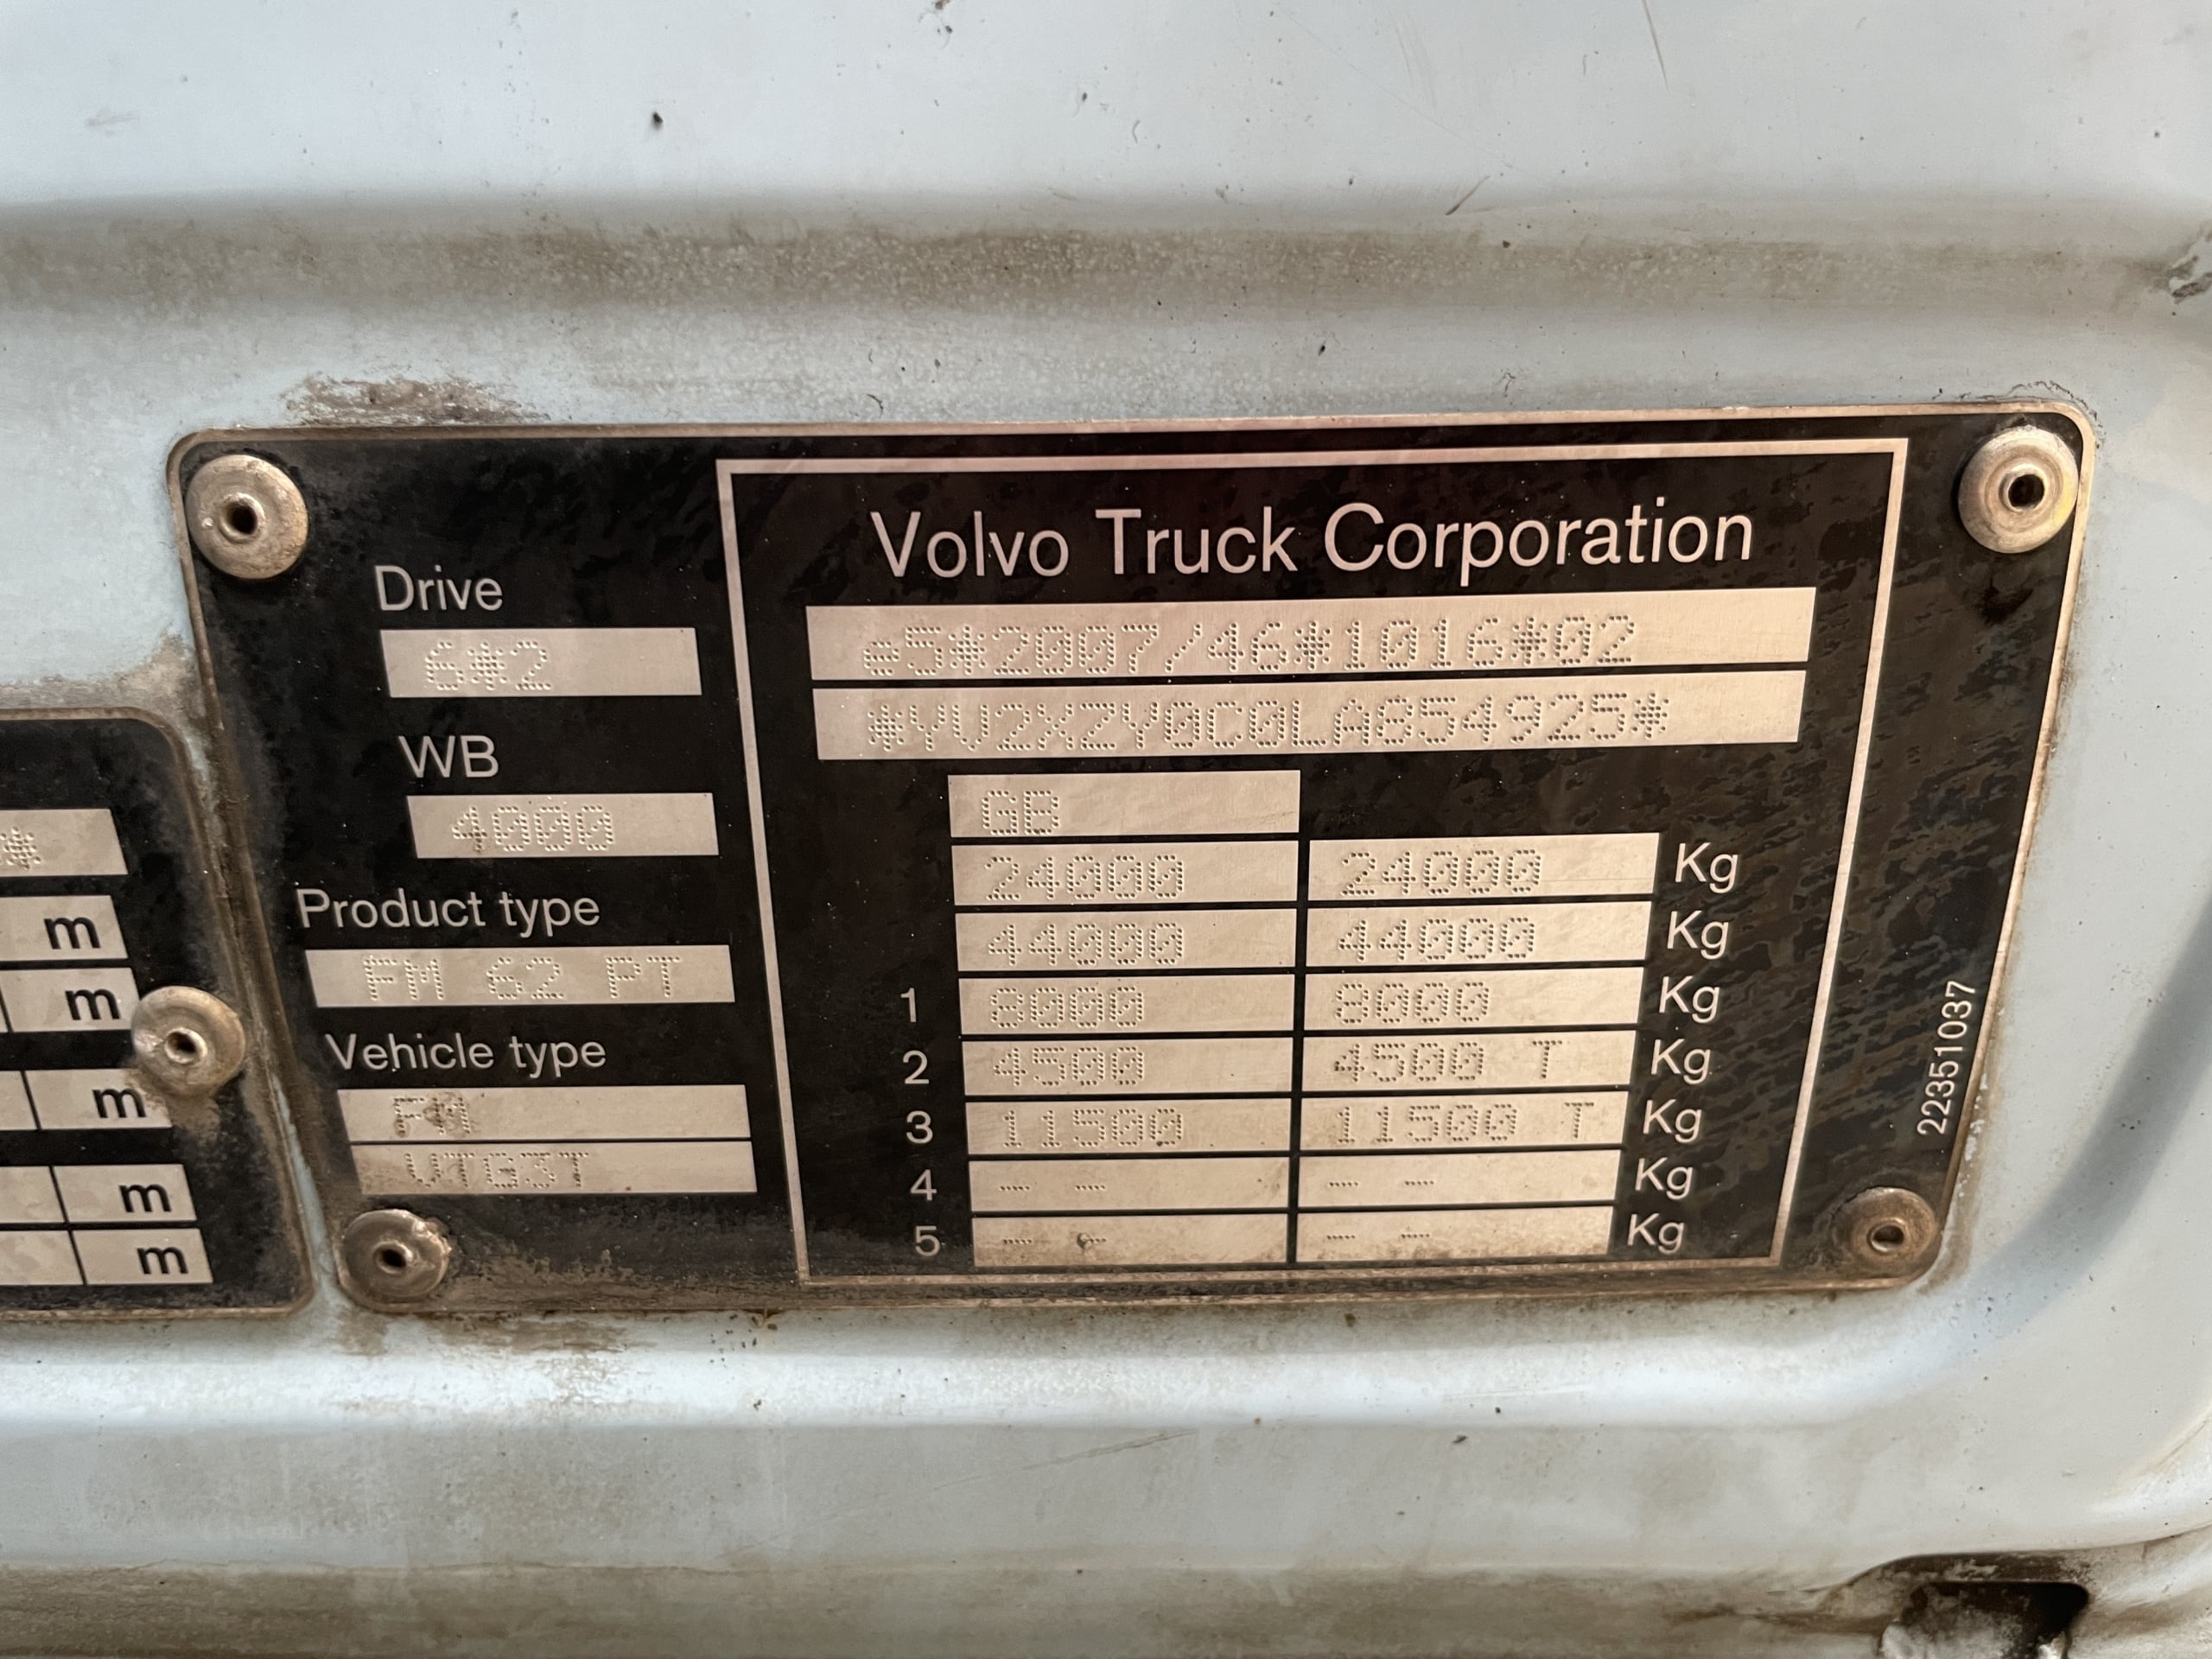 Volvo Truck Corporation
e5*2007/46*1016*02
*YV2XZY0C0LA854925*
GB
24000 24000 Kg
44000 44000 Kg
1 8000 8000 Kg
2 4500 4500 T Kg
3 11500 11500 T Kg
4 -- -- -- -- Kg
5 -- -- -- -- Kg
Drive
6*2
WB
4000
Product type
FM 62 PT
Vehicle type
FM
VTG3T
22351037
*
m
m
m
m
m